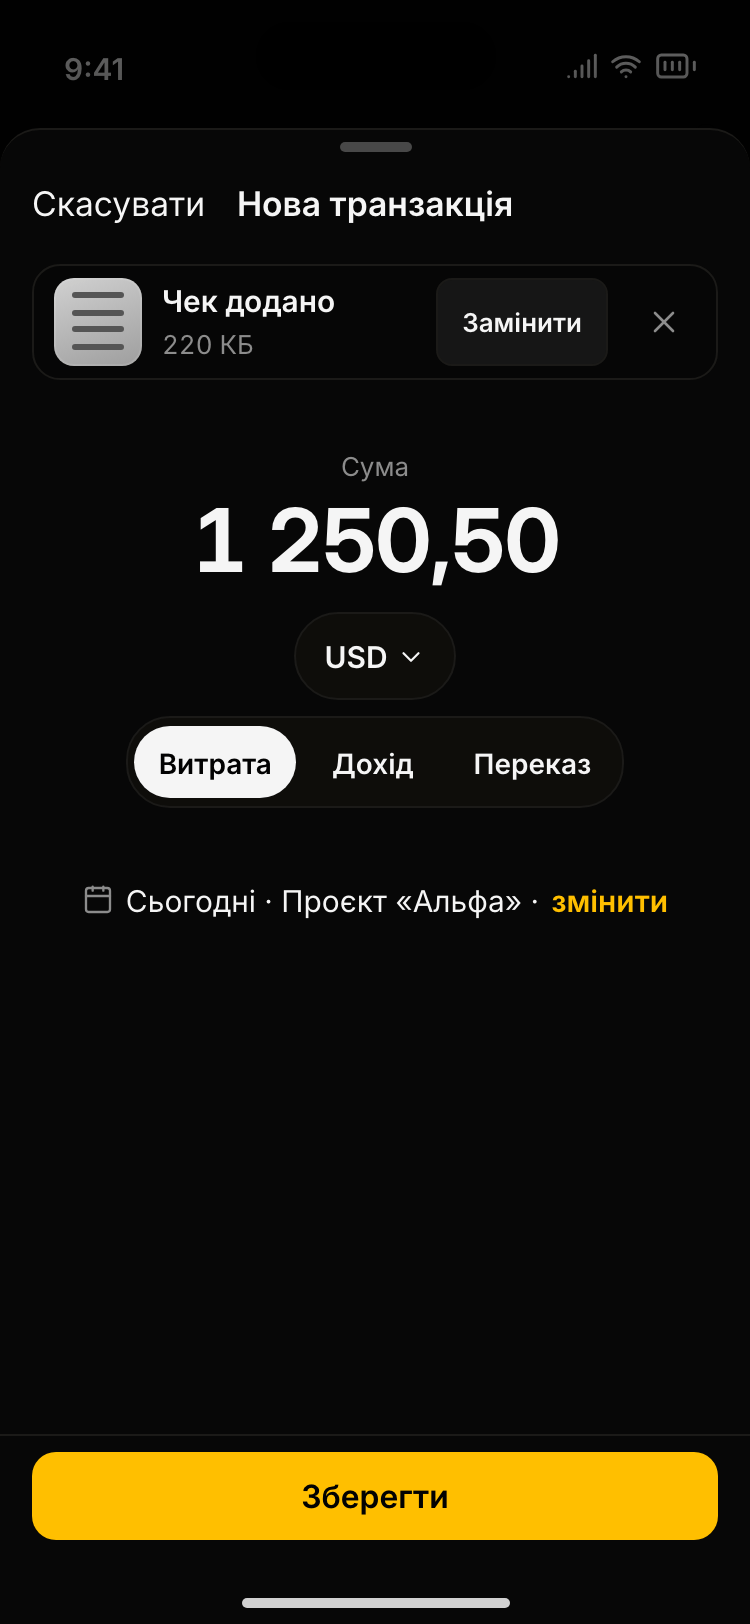 9:41
Скасувати Нова транзакція
Чек додано
220 КБ
Замінити
Сума
1 250,50
USD
Витрата Дохід Переказ
Сьогодні · Проєкт «Альфа» · змінити
Зберегти